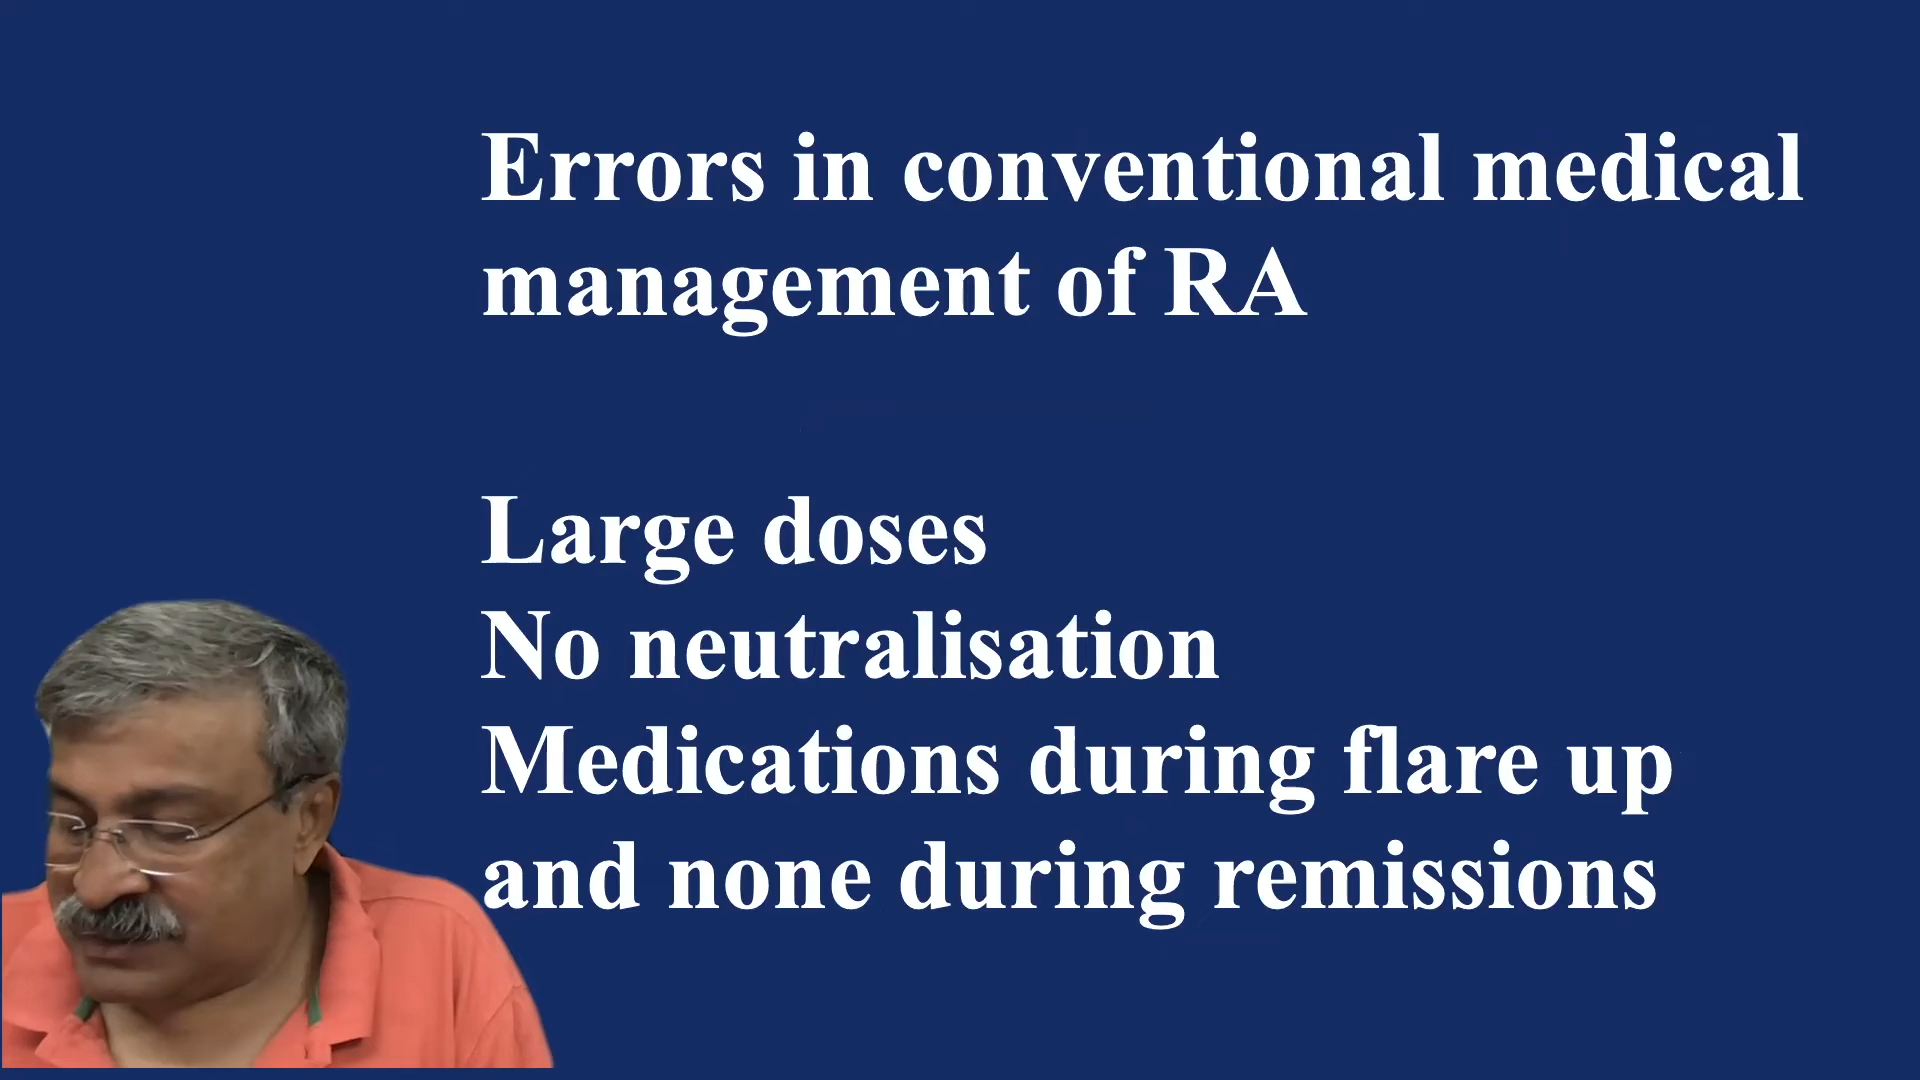 Errors in conventional medical
management of RA
Large doses
No neutralisation
Medications during flare up
and none during remissions